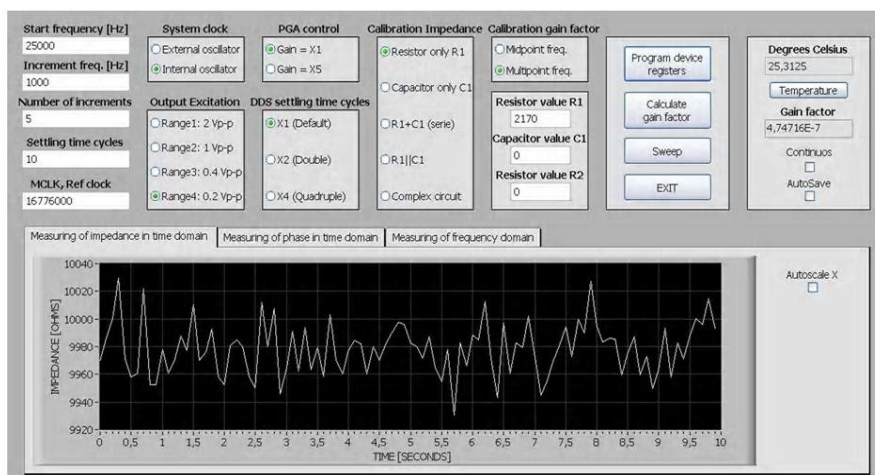 Start frequency [Hz]
25000
Increment freq. [Hz]
1000
Number of increments
5
Settling time cycles
10
MCLK, Ref clock
16776000
System clock
External oscilator
Internal oscilator
Output Excitation
Range1: 2 Vp-p
Range2: 1 Vp-p
Range3: 0.4 Vp-p
Range4: 0.2 Vp-p
PGA control
Gain = X1
Gain = X5
DDS settling time cycles
X1 (Default)
X2 (Double)
X4 (Quadruple)
Calibration Impedance
Resistor only R1
Capacitor only C1
R1+C1 (serie)
R1||C1
Complex circuit
Calibration gain factor
Midpoint freq.
Multipoint freq.
Resistor value R1
2170
Capacitor value C1
0
Resistor value R2
0
Program device registers
Calculate gain factor
Sweep
EXIT
Degrees Celsius
25,3125
Temperature
Gain factor
4,74716E-7
Continuos
AutoSave
Measuring of impedance in time domain
Measuring of phase in time domain
Measuring of frequency domain
IMPEDANCE [OHMS]
10040
10020
10000
9980
9960
9940
9920
0 0,5 1 1,5 2 2,5 3 3,5 4 4,5 5 5,5 6 6,5 7 7,5 8 8,5 9 9,5 10
TIME [SECONDS]
Autoscale X